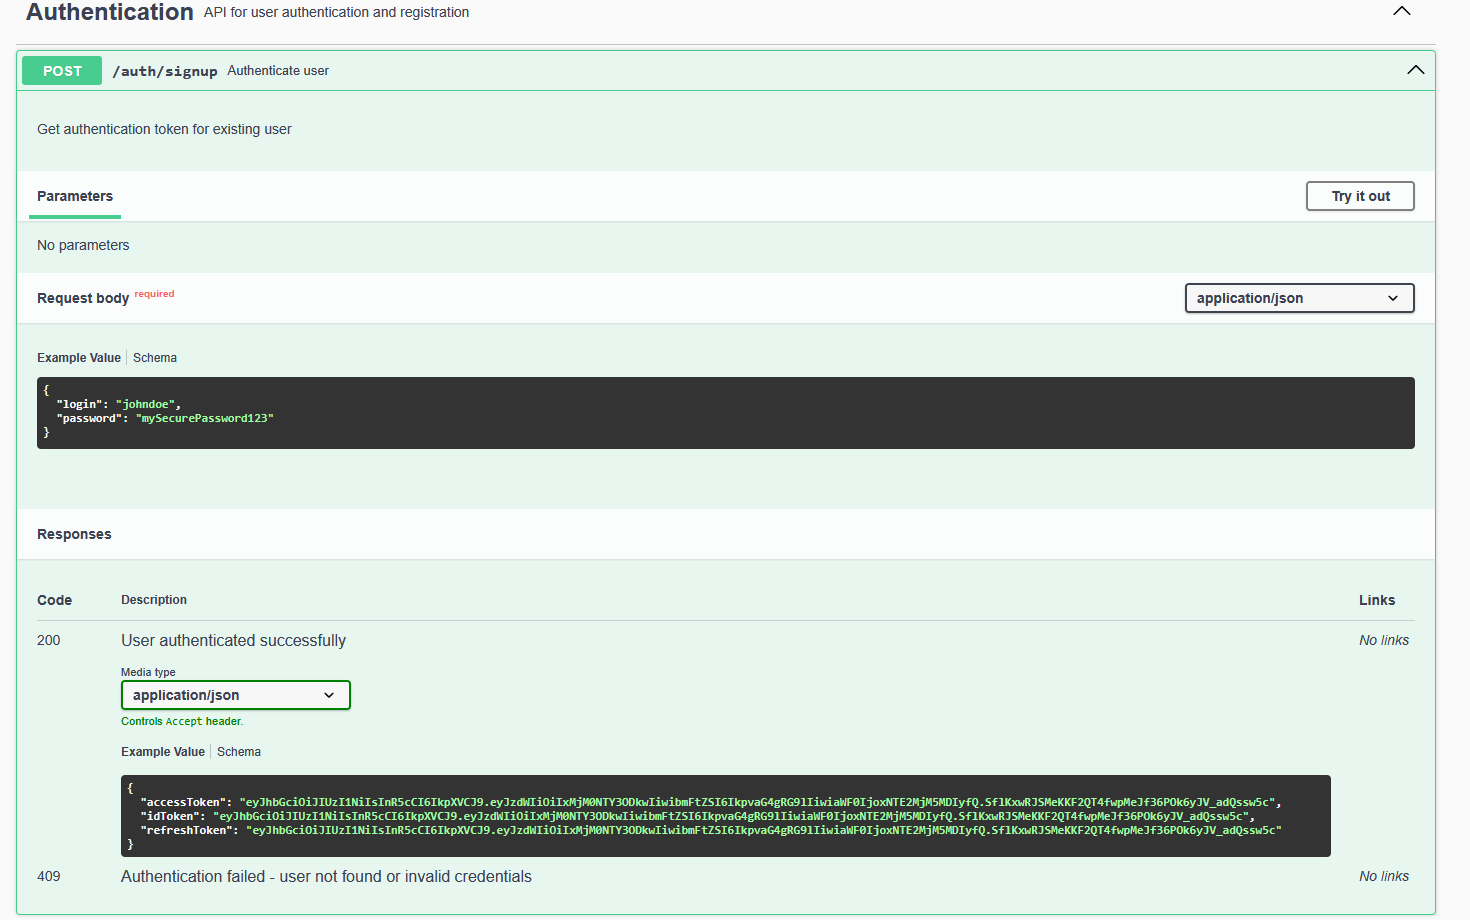 Authentication API for user authentication and registration
POST /auth/signup Authenticate user
Get authentication token for existing user
Parameters Try it out
No parameters
Request body required application/json
Example Value Schema
{
"login": "johndoe",
"password": "mySecurePassword123"
}
Responses
Code Description Links
200 User authenticated successfully No links
Media type
application/json
Controls Accept header.
Example Value Schema
{
"accessToken": "eyJhbGciOiJIUzI1NiIsInR5cCI6IkpXVCJ9.eyJzdWIiOiIxMjM0NTY3ODkwIiwibmFtZSI6IkpvaG4gRG9lIiwiaWF0IjoxNTE2MjM5MDIyfQ.SflKxwRJSMeKKF2QT4fwpMeJf36POk6yJV_adQssw5c",
"idToken": "eyJhbGciOiJIUzI1NiIsInR5cCI6IkpXVCJ9.eyJzdWIiOiIxMjM0NTY3ODkwIiwibmFtZSI6IkpvaG4gRG9lIiwiaWF0IjoxNTE2MjM5MDIyfQ.SflKxwRJSMeKKF2QT4fwpMeJf36POk6yJV_adQssw5c",
"refreshToken": "eyJhbGciOiJIUzI1NiIsInR5cCI6IkpXVCJ9.eyJzdWIiOiIxMjM0NTY3ODkwIiwibmFtZSI6IkpvaG4gRG9lIiwiaWF0IjoxNTE2MjM5MDIyfQ.SflKxwRJSMeKKF2QT4fwpMeJf36POk6yJV_adQssw5c"
}
409 Authentication failed - user not found or invalid credentials No links